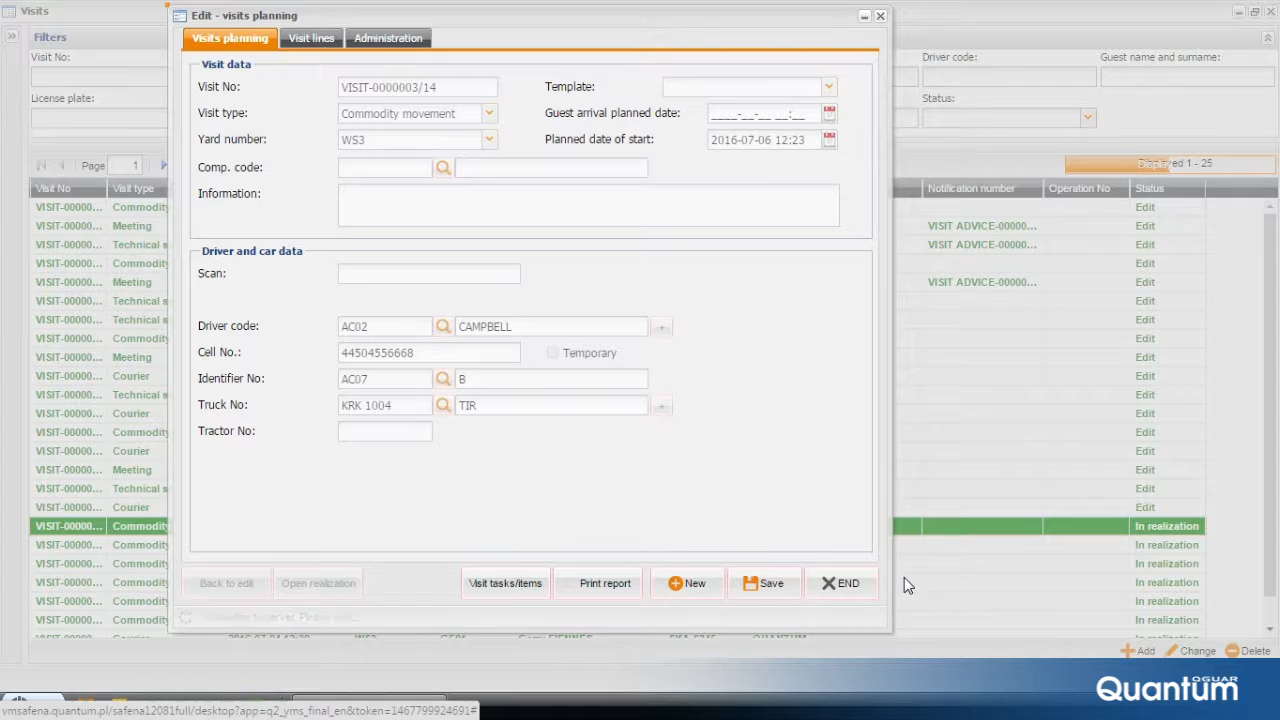 Visits
Edit - visits planning
Filters
Visits planning Visit lines Administration
Visit No:
Driver code: Guest name and surname:
License plate:
Status:
Page 1
Displayed 1 - 25
Visit data
Visit No: VISIT-0000003/14 Template:
Visit type: Commodity movement Guest arrival planned date: ____-__-__ __:__
Yard number: WS3 Planned date of start: 2016-07-06 12:23
Comp. code:
Information:
Driver and car data
Scan:
Driver code: AC02 CAMPBELL +
Cell No.: 44504556668 Temporary
Identifier No: AC07 B
Truck No: KRK 1004 TIR +
Tractor No:
Back to edit Open realization Visit tasks/items Print report New Save END
Visit No Visit type Notification number Operation No Status
VISIT-00000... Commodity Edit
VISIT-00000... Meeting VISIT ADVICE-00000... Edit
VISIT-00000... Technical s VISIT ADVICE-00000... Edit
VISIT-00000... Commodity Edit
VISIT-00000... Meeting VISIT ADVICE-00000... Edit
VISIT-00000... Technical s Edit
VISIT-00000... Technical s Edit
VISIT-00000... Commodity Edit
VISIT-00000... Meeting Edit
VISIT-00000... Courier Edit
VISIT-00000... Technical s Edit
VISIT-00000... Courier Edit
VISIT-00000... Commodity Edit
VISIT-00000... Courier Edit
VISIT-00000... Meeting Edit
VISIT-00000... Technical s Edit
VISIT-00000... Courier Edit
VISIT-00000... Commodity In realization
VISIT-00000... Commodity In realization
VISIT-00000... Commodity In realization
VISIT-00000... Commodity In realization
VISIT-00000... Commodity In realization
VISIT-00000... Commodity In realization
Add Change Delete
OGUAR
Quantum
vmsafena.quantum.pl/safena12081full/desktop?app=q2_yms_final_en&token=1467799924691#